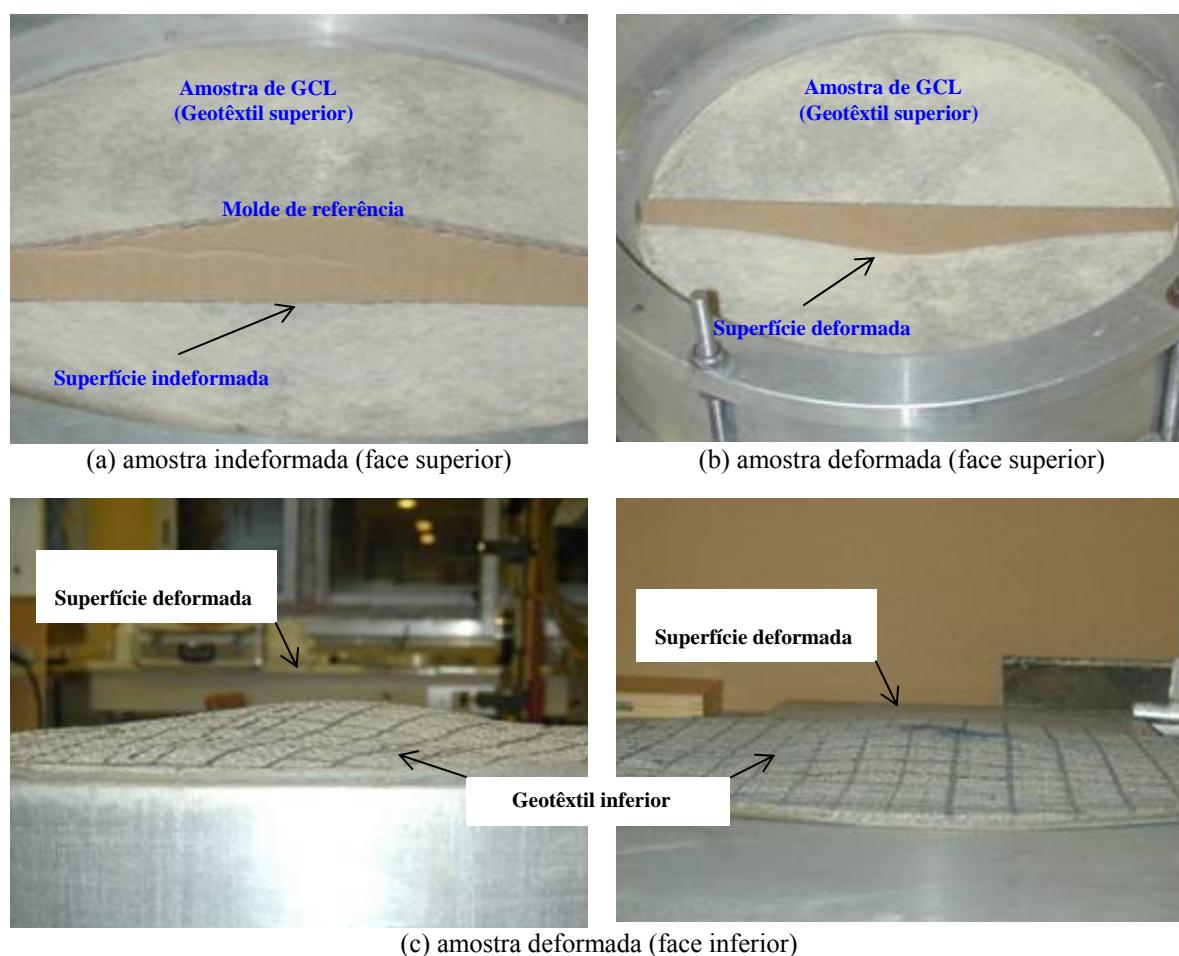 Amostra de GCL
(Geotêxtil superior)
Molde de referência
Superfície indeformada
Amostra de GCL
(Geotêxtil superior)
Superfície deformada
(a) amostra indeformada (face superior)
(b) amostra deformada (face superior)
Superfície deformada
Superfície deformada
Geotêxtil inferior
(c) amostra deformada (face inferior)